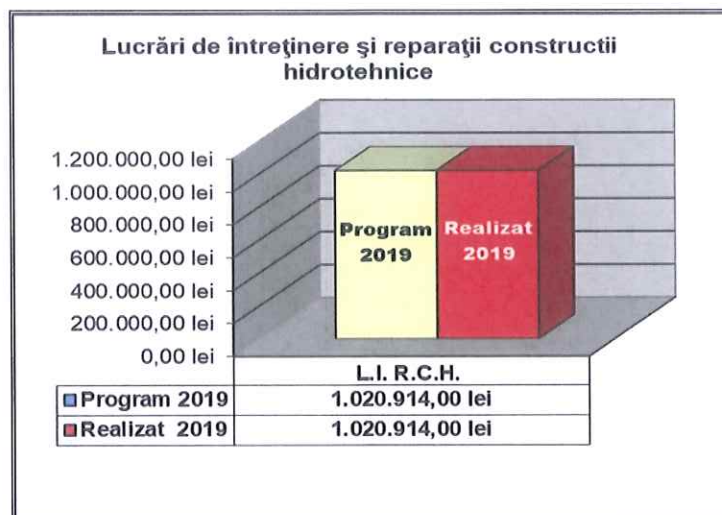 Lucrări de întreţinere şi reparaţii constructii
hidrotehnice
1.200.000,00 lei
1.000.000,00 lei
800.000,00 lei
600.000,00 lei
400.000,00 lei
200.000,00 lei
0,00 lei
Program
2019
Realizat
2019
L.I. R.C.H.
Program 2019 1.020.914,00 lei
Realizat 2019 1.020.914,00 lei